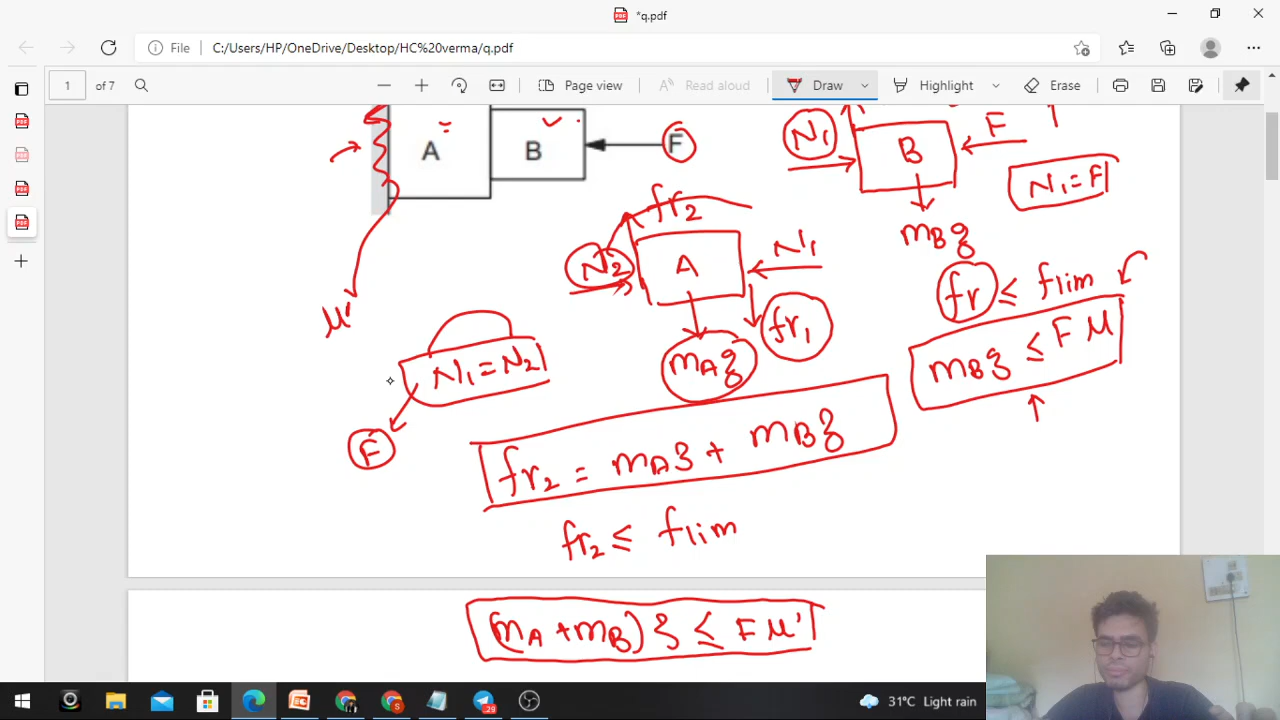 *q.pdf
File C:/Users/HP/OneDrive/Desktop/HC%20verma/q.pdf
1 of 7 Page view Read aloud Draw Highlight Erase
A B F
N1 B F
N1 = F
mBg
fr2
N2 A N1
fr1
mAg
μ'
fr ≤ flim
mBg ≤ Fμ
N1 = N2
F
fr2 = mAg + mBg
fr2 ≤ flim
(mA + mB) g ≤ Fμ'
29
31°C Light rain